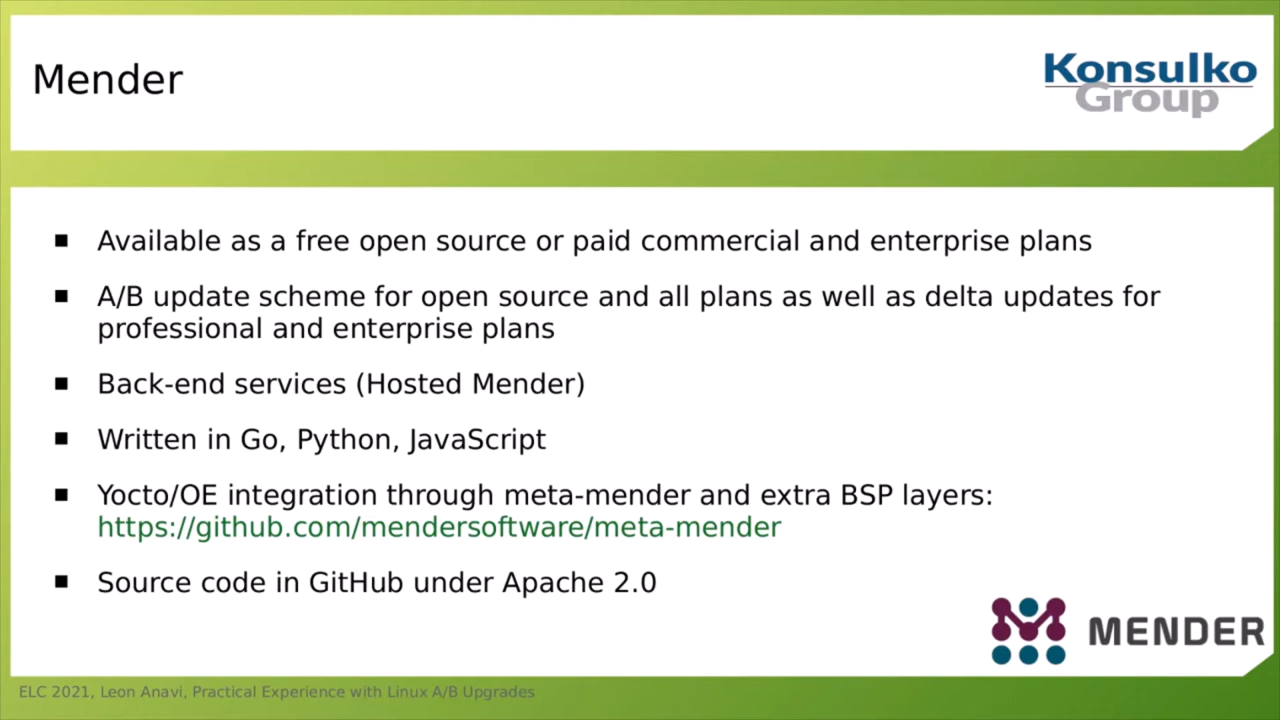 Mender
Konsulko
Group
▪ Available as a free open source or paid commercial and enterprise plans
▪ A/B update scheme for open source and all plans as well as delta updates for
professional and enterprise plans
▪ Back-end services (Hosted Mender)
▪ Written in Go, Python, JavaScript
▪ Yocto/OE integration through meta-mender and extra BSP layers:
https://github.com/mendersoftware/meta-mender
▪ Source code in GitHub under Apache 2.0
MENDER
ELC 2021, Leon Anavi, Practical Experience with Linux A/B Upgrades